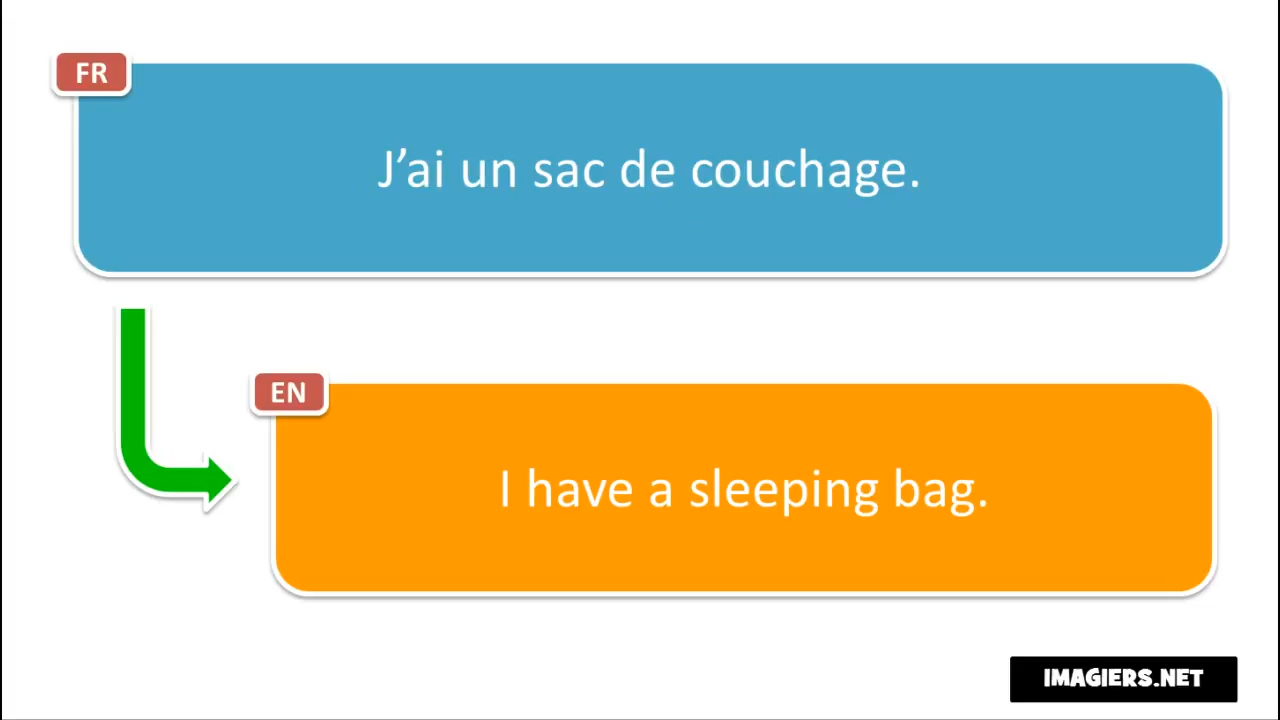 FR
J’ai un sac de couchage.
EN
I have a sleeping bag.
IMAGIERS.NET